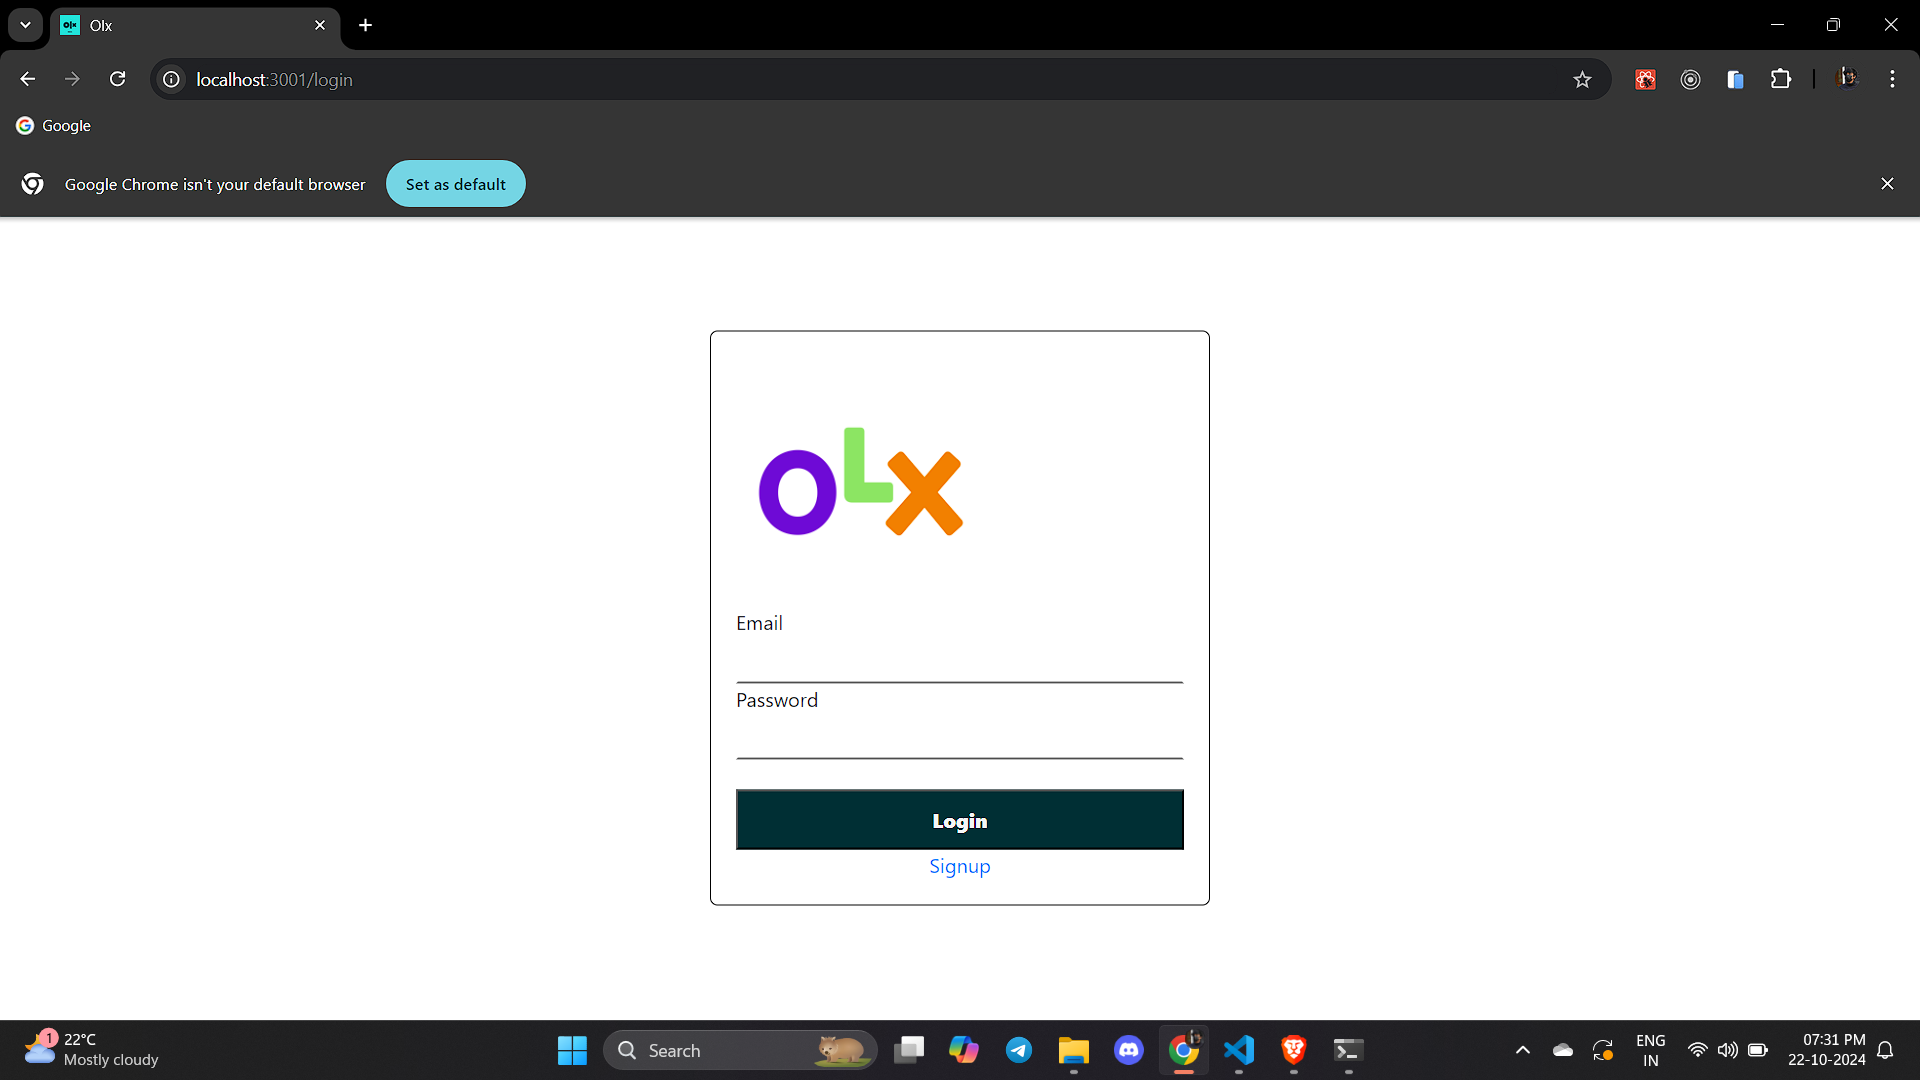 Olx
localhost:3001/login
Google
Google Chrome isn't your default browser
Set as default
OLX
Email
Password
Login
Signup
1
22°C
Mostly cloudy
Search
ENG
IN
07:31 PM
22-10-2024